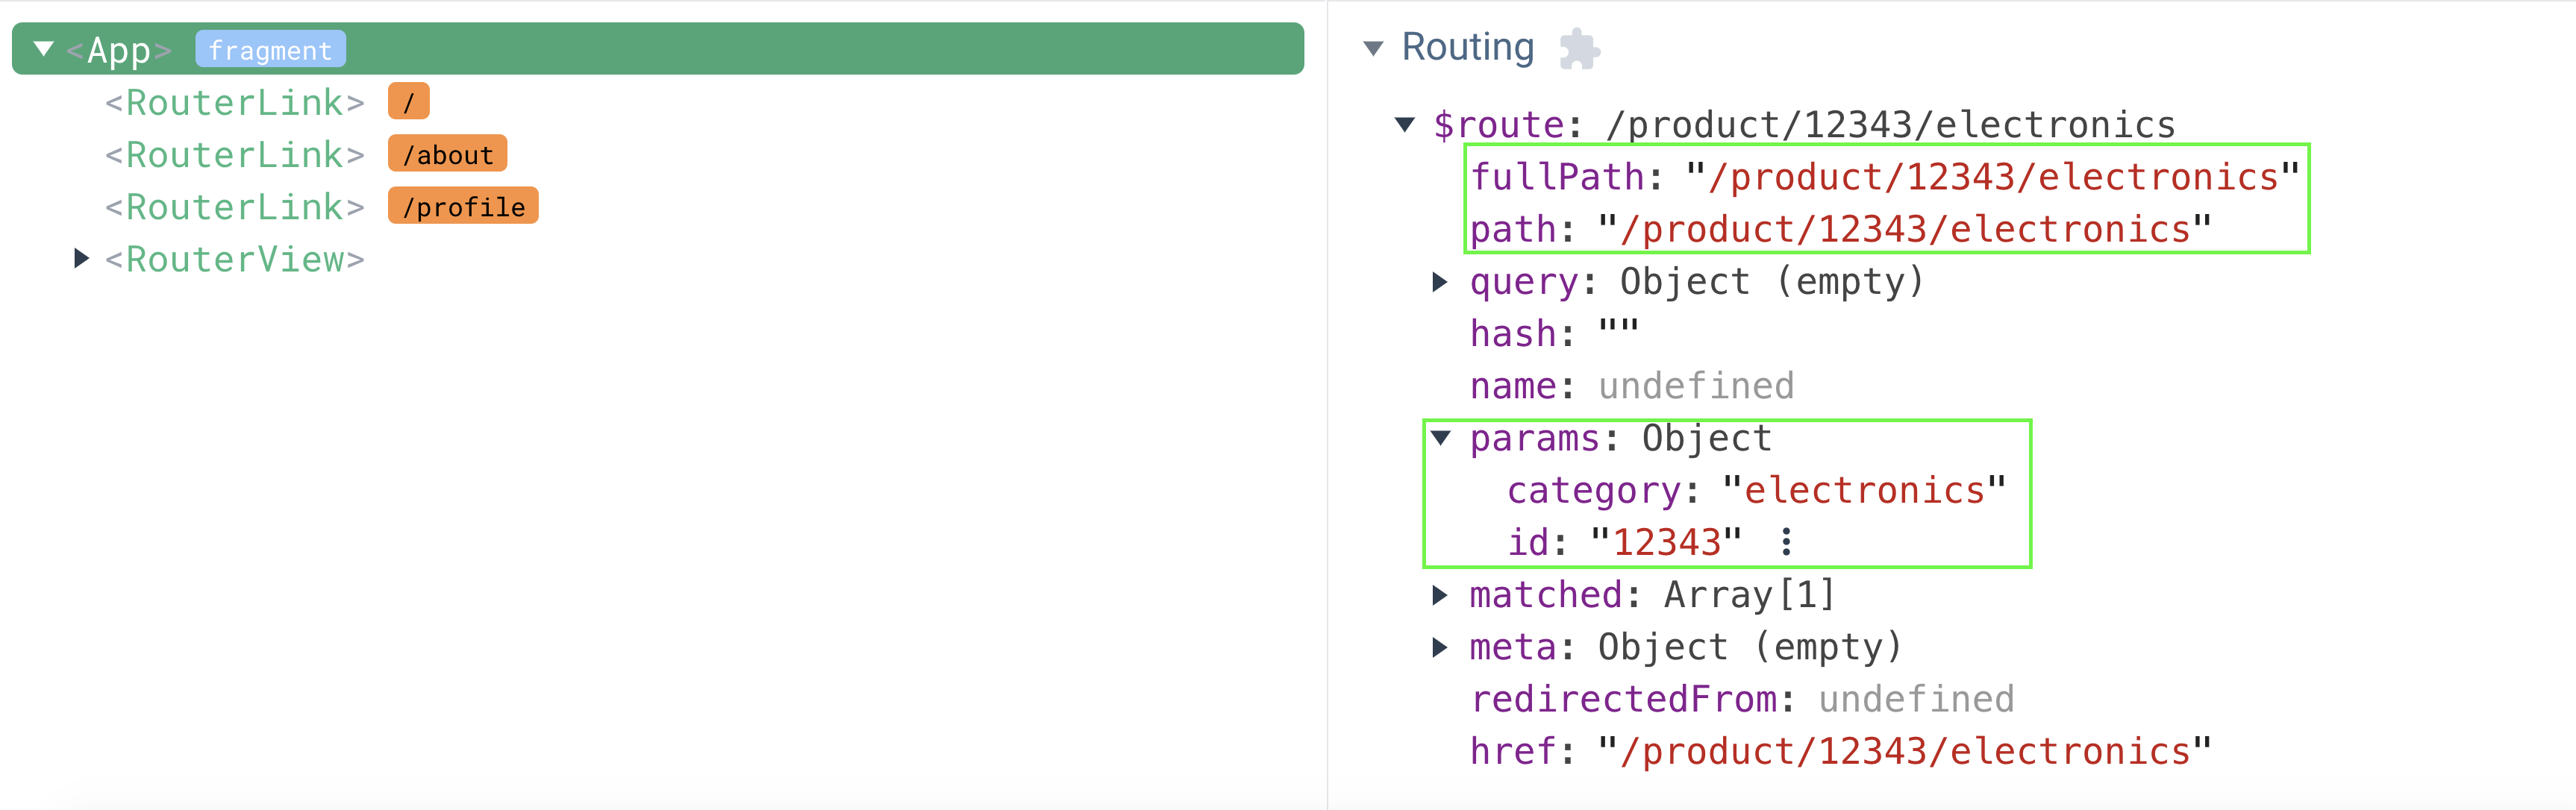 <App> fragment
<RouterLink> /
<RouterLink> /about
<RouterLink> /profile
<RouterView>
Routing
$route: /product/12343/electronics
fullPath: "/product/12343/electronics"
path: "/product/12343/electronics"
query: Object (empty)
hash: ""
name: undefined
params: Object
category: "electronics"
id: "12343"
matched: Array[1]
meta: Object (empty)
redirectedFrom: undefined
href: "/product/12343/electronics"